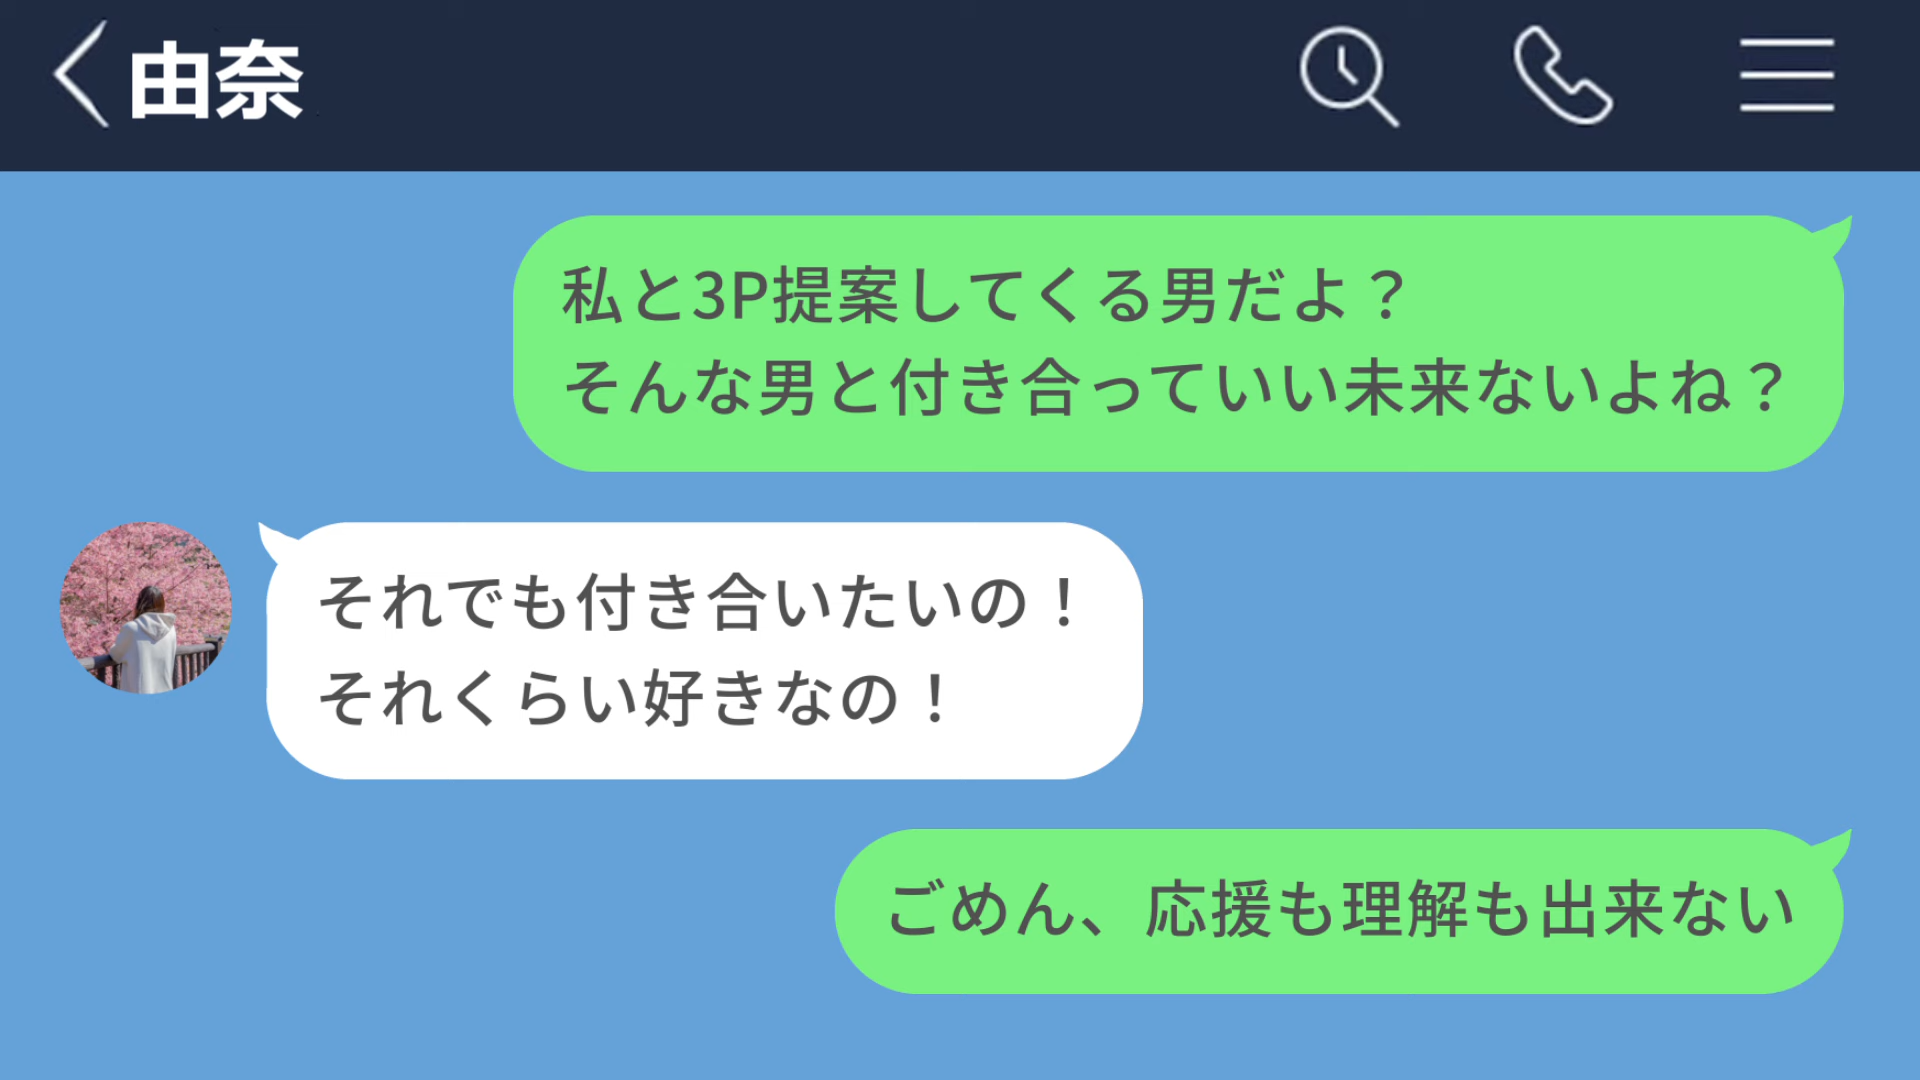 由奈
私と3P提案してくる男だよ？
そんな男と付き合っていい未来ないよね？
それでも付き合いたいの！
それくらい好きなの！
ごめん、応援も理解も出来ない